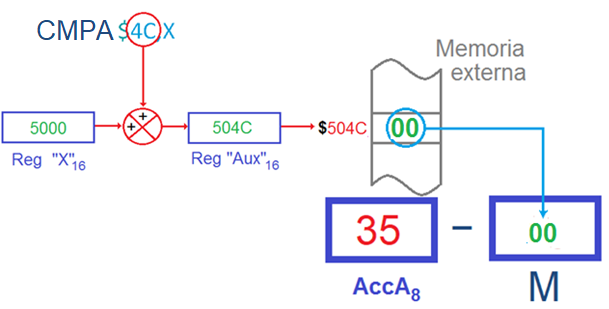 CMPA $4C,X
Memoria
externa
+
+
5000
504C
$504C
00
Reg "X"16
Reg "Aux"16
35
–
00
AccA8
M